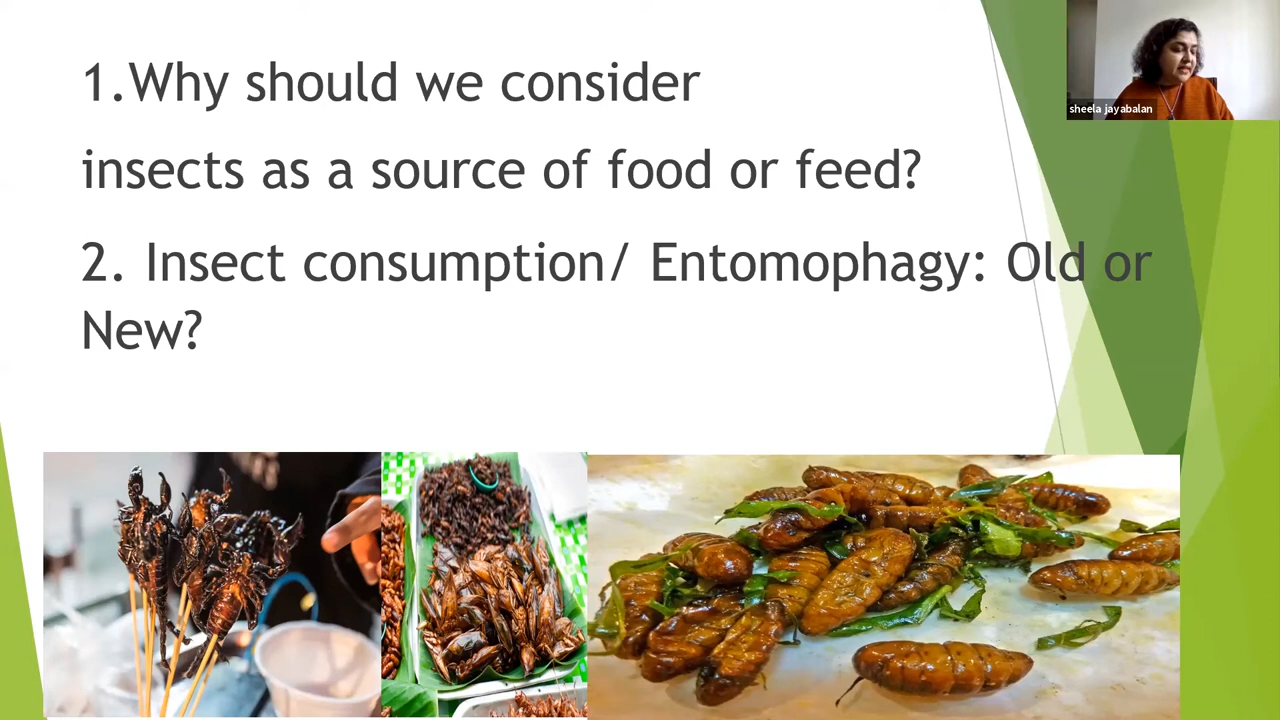 1.Why should we consider
insects as a source of food or feed?
2. Insect consumption/ Entomophagy: Old or
New?
sheela jayabalan